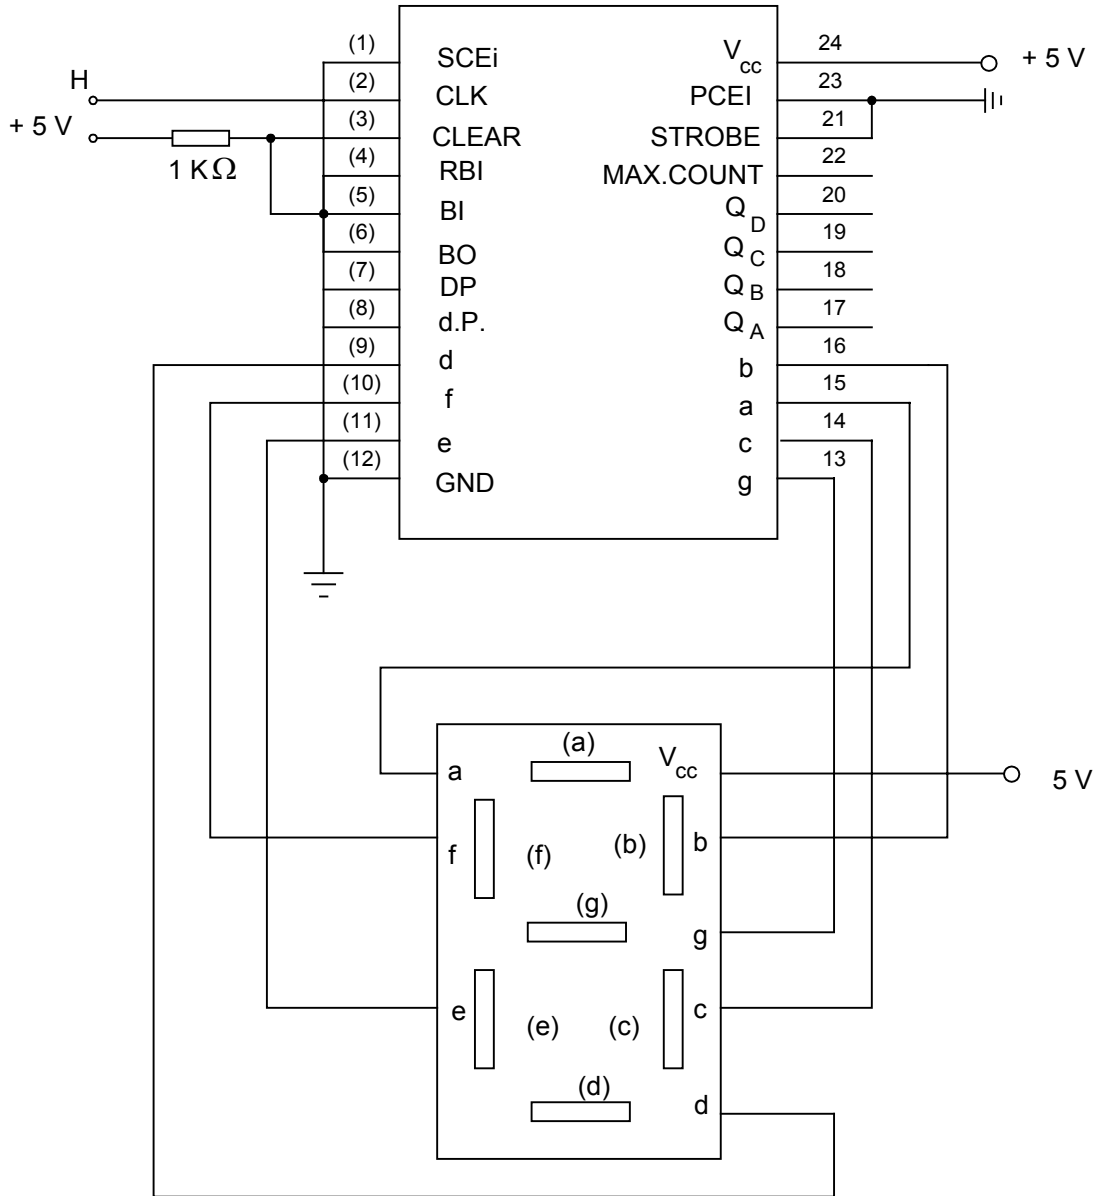 (1) SCEi
(2) CLK
(3) CLEAR
(4) RBI
(5) BI
(6) BO
(7) DP
(8) d.P.
(9) d
(10) f
(11) e
(12) GND
H
+ 5 V
1 KΩ
Vcc 24
+ 5 V
PCEI 23
STROBE 21
MAX.COUNT 22
QD 20
QC 19
QB 18
QA 17
b 16
a 15
c 14
g 13
(a)
a
Vcc
5 V
f
(f)
(b)
b
(g)
g
e
(e)
(c)
c
(d)
d